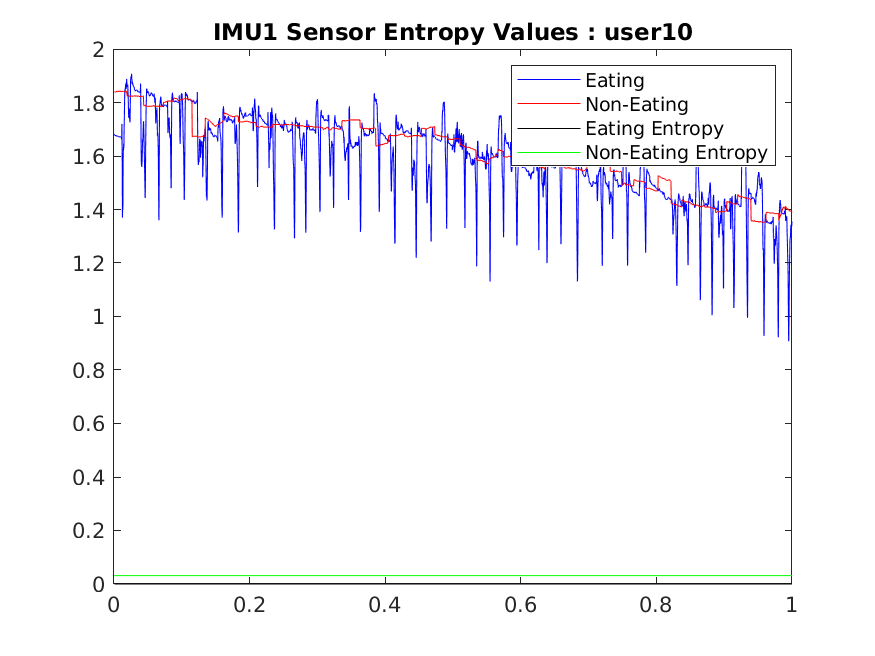 IMU1 Sensor Entropy Values : user10
2
1.8
1.6
1.4
1.2
1
0.8
0.6
0.4
0.2
0
Eating
Non-Eating
Eating Entropy
Non-Eating Entropy
0 0.2 0.4 0.6 0.8 1